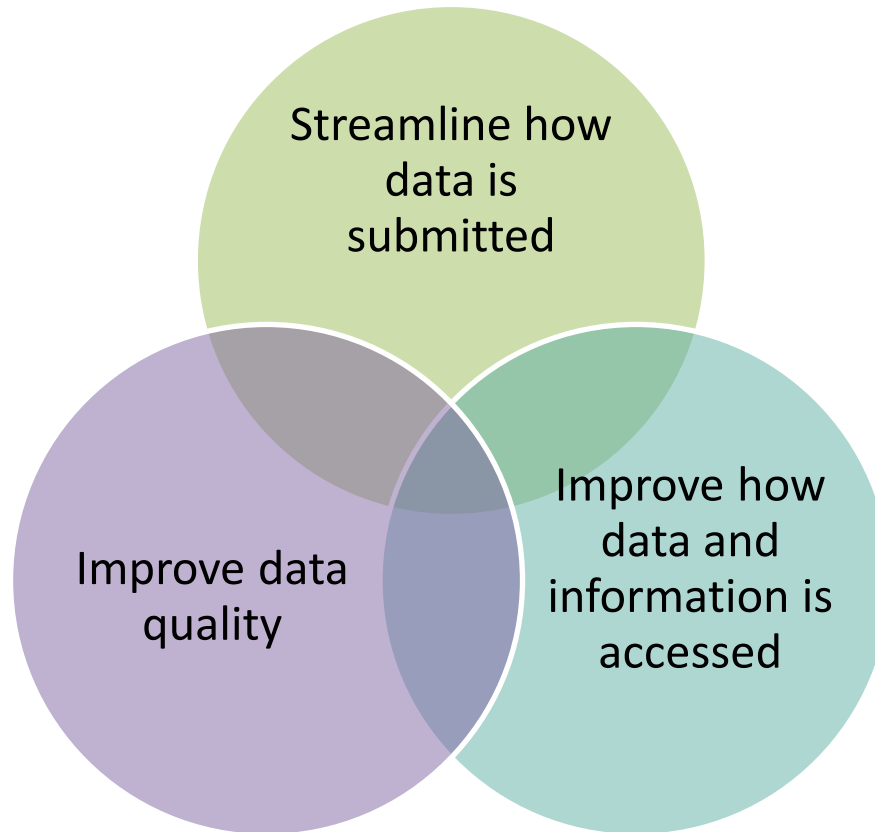 Streamline how
data is
submitted
Improve data
quality
Improve how
data and
information is
accessed